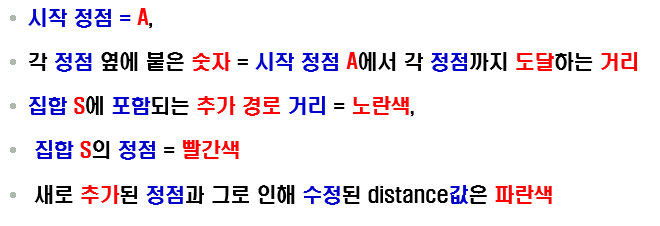 시작 정점 = A,
각 정점 옆에 붙은 숫자 = 시작 정점 A에서 각 정점까지 도달하는 거리
집합 S에 포함되는 추가 경로 거리 = 노란색,
집합 S의 정점 = 빨간색
새로 추가된 정점과 그로 인해 수정된 distance값은 파란색